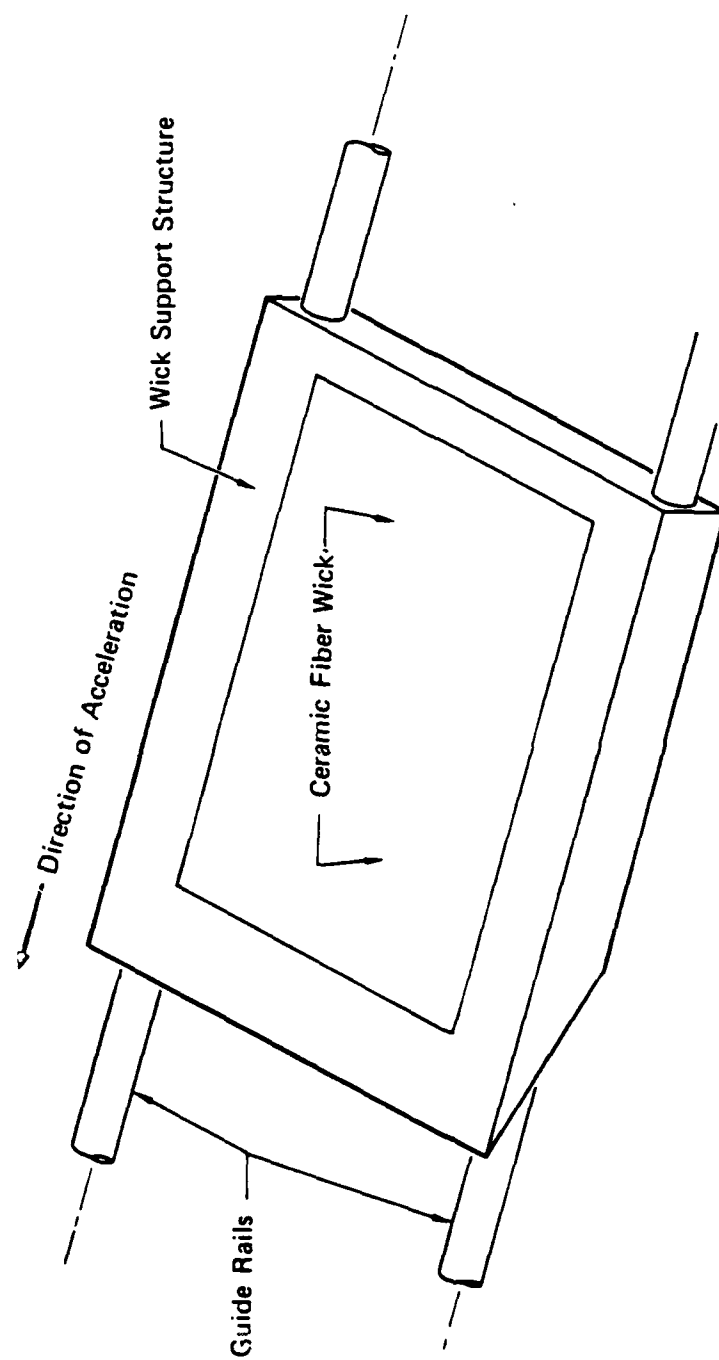 Direction of Acceleration
Wick Support Structure
Ceramic Fiber Wick
Guide Rails